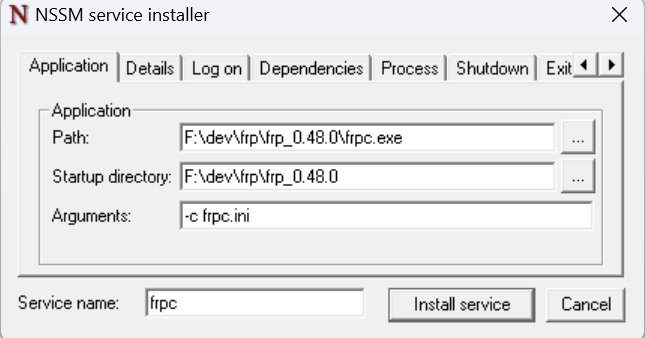 NSSM service installer
Application Details Log on Dependencies Process Shutdown Exit
Application
Path: F:\dev\frp\frp_0.48.0\frpc.exe ...
Startup directory: F:\dev\frp\frp_0.48.0 ...
Arguments: -c frpc.ini
Service name: frpc Install service Cancel